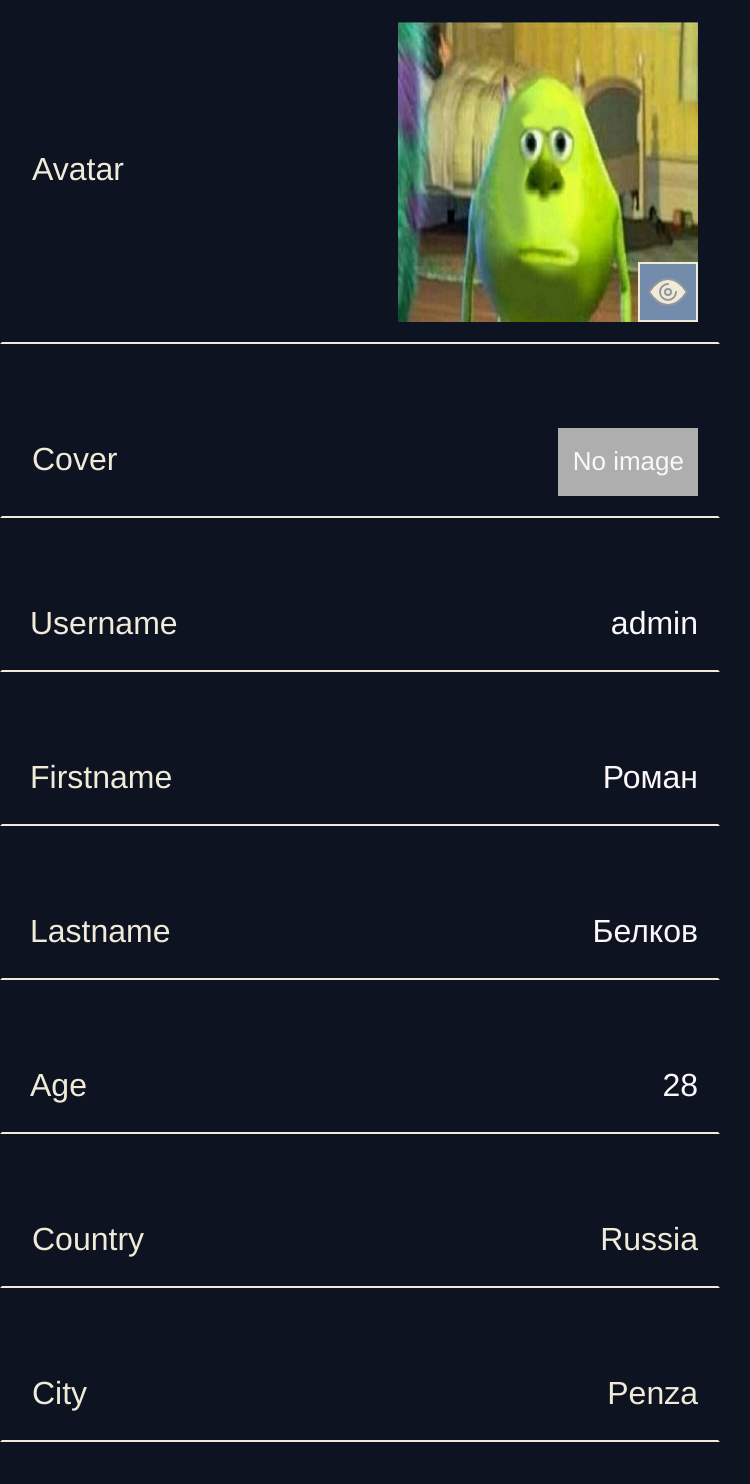 Avatar
Cover No image
Username admin
Firstname Роман
Lastname Белков
Age 28
Country Russia
City Penza